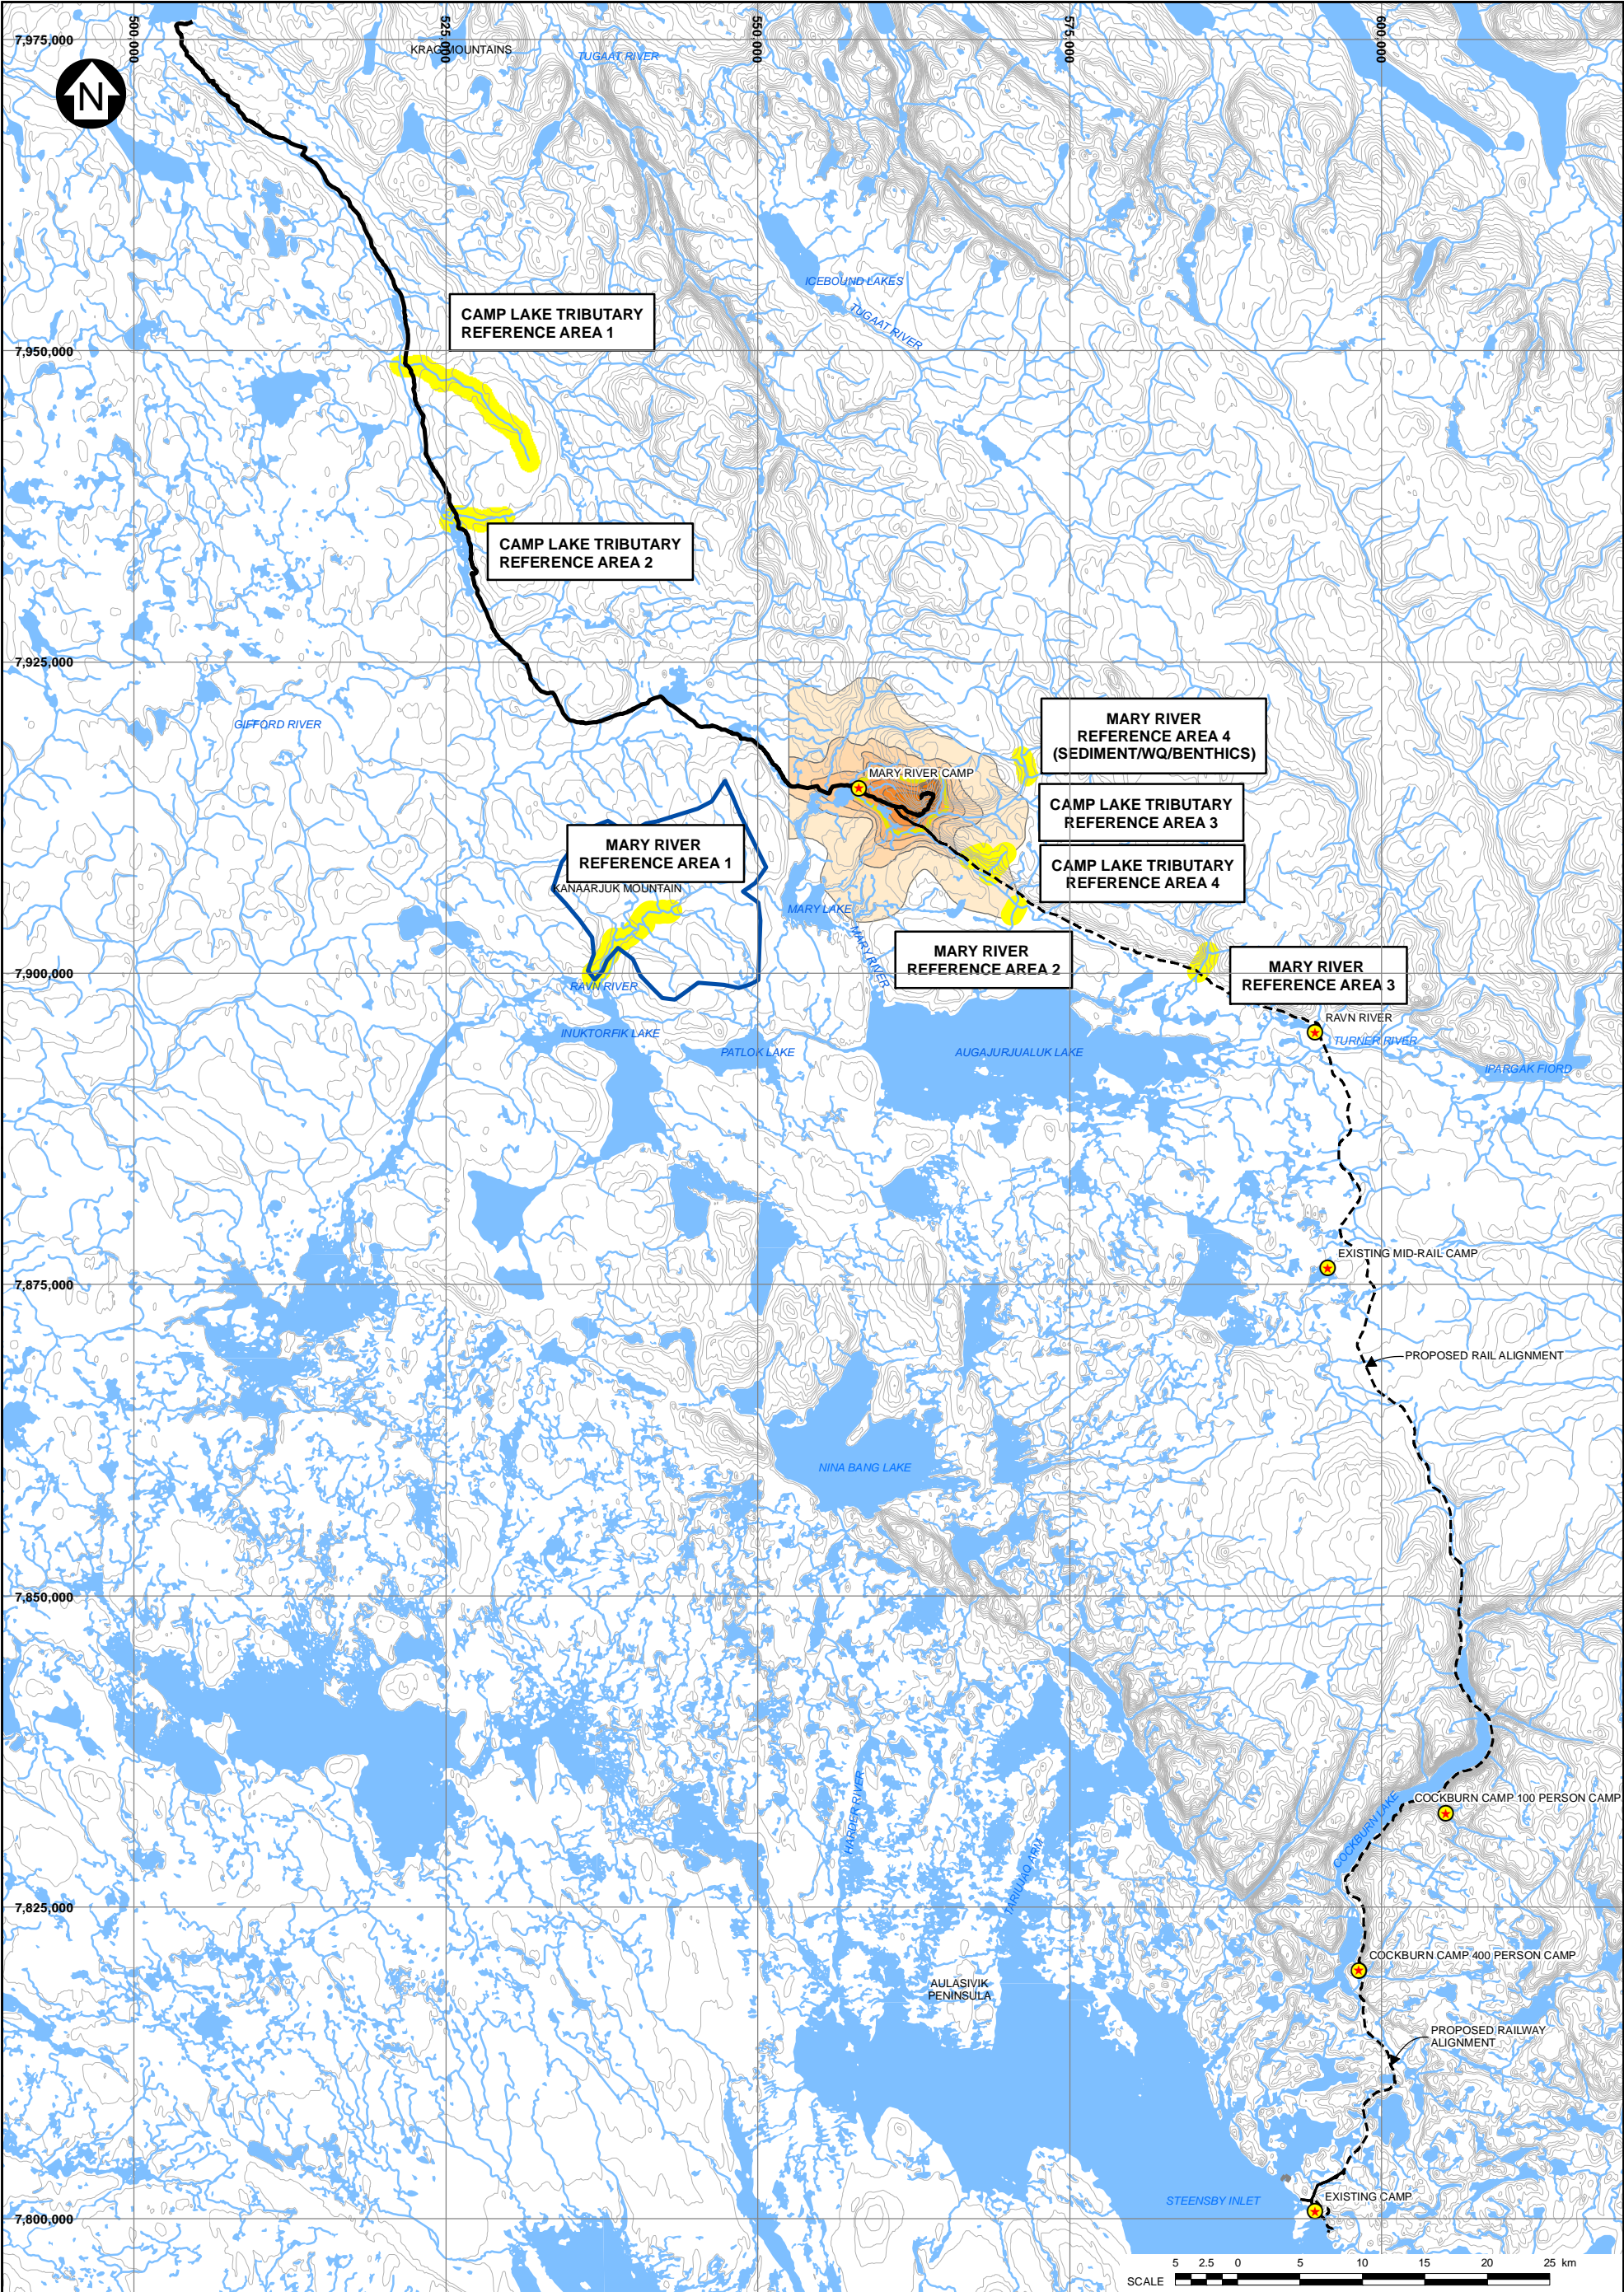 500,000
525,000
550,000
575,000
600,000
7,975,000
KRAG MOUNTAINS
TUGAAT RIVER
N
ICEBOUND LAKES
TUGAAT RIVER
CAMP LAKE TRIBUTARY
REFERENCE AREA 1
7,950,000
CAMP LAKE TRIBUTARY
REFERENCE AREA 2
7,925,000
GIFFORD RIVER
MARY RIVER
REFERENCE AREA 4
(SEDIMENT/WQ/BENTHICS)
MARY RIVER CAMP
CAMP LAKE TRIBUTARY
REFERENCE AREA 3
MARY RIVER
REFERENCE AREA 1
CAMP LAKE TRIBUTARY
REFERENCE AREA 4
KANAARJUK MOUNTAIN
MARY LAKE
MARY RIVER
MARY RIVER
REFERENCE AREA 2
MARY RIVER
REFERENCE AREA 3
7,900,000
RAVN RIVER
RAVN RIVER
INUKTORFIK LAKE
TURNER RIVER
PATLOK LAKE
AUGAJURJUALUK LAKE
IPARGAK FIORD
EXISTING MID-RAIL CAMP
7,875,000
PROPOSED RAIL ALIGNMENT
NINA BANG LAKE
7,850,000
COCKBURN CAMP 100 PERSON CAMP
COCKBURN LAKE
HARDER RIVER
TARIUJAQ ARM
7,825,000
COCKBURN CAMP 400 PERSON CAMP
AULASIVIK
PENINSULA
PROPOSED RAILWAY
ALIGNMENT
EXISTING CAMP
STEENSBY INLET
7,800,000
5 2.5 0 5 10 15 20 25 km
SCALE